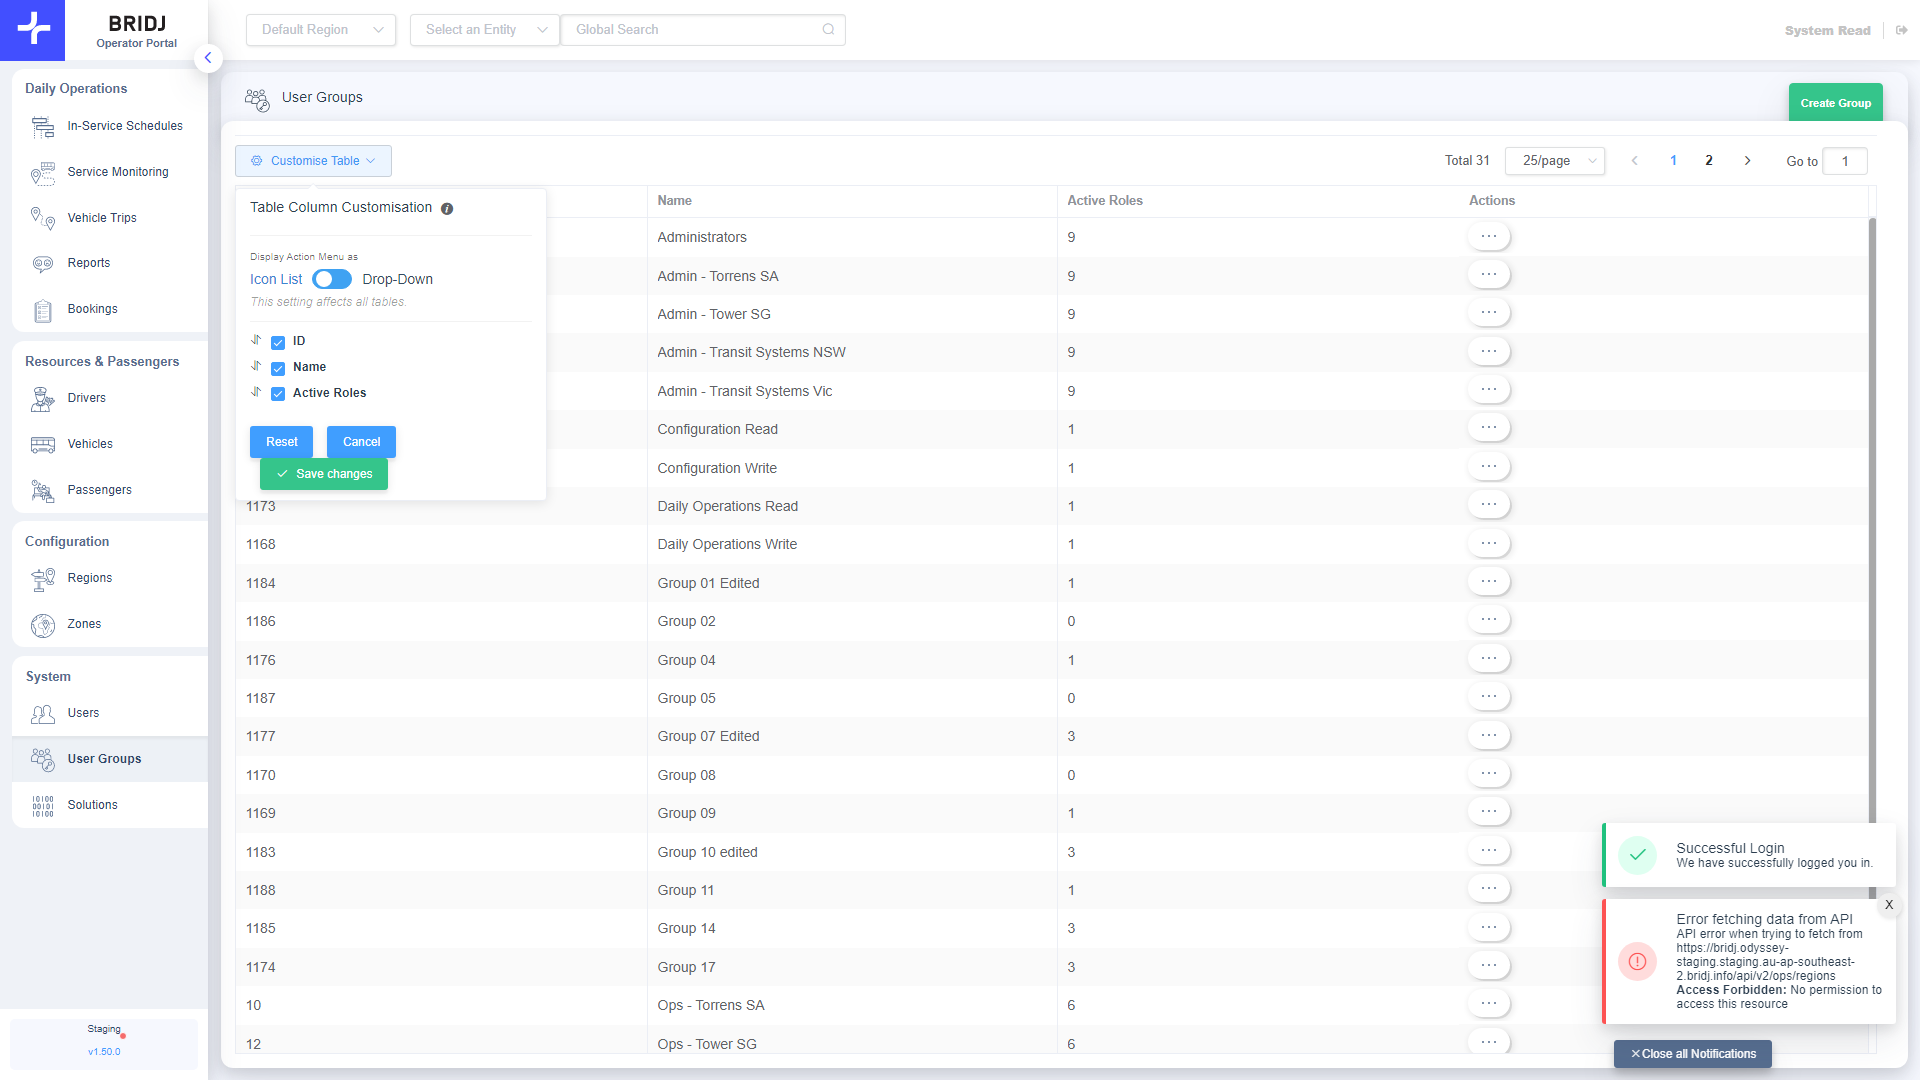 BRIDJ
Operator Portal
Default Region
Select an Entity
Global Search
System Read
Daily Operations
In-Service Schedules
Service Monitoring
Vehicle Trips
Reports
Bookings
Resources & Passengers
Drivers
Vehicles
Passengers
Configuration
Regions
Zones
System
Users
User Groups
10100
00101
10100
Solutions
Staging
v1.50.0
User Groups
Create Group
Customise Table
Total 31
25/page
1
2
Go to
1
Table Column Customisation
Display Action Menu as
Icon List
Drop-Down
This setting affects all tables.
ID
Name
Active Roles
Reset
Cancel
Save changes
Name Active Roles Actions
Administrators 9
Admin - Torrens SA 9
Admin - Tower SG 9
Admin - Transit Systems NSW 9
Admin - Transit Systems Vic 9
Configuration Read 1
Configuration Write 1
1173 Daily Operations Read 1
1168 Daily Operations Write 1
1184 Group 01 Edited 1
1186 Group 02 0
1176 Group 04 1
1187 Group 05 0
1177 Group 07 Edited 3
1170 Group 08 0
1169 Group 09 1
1183 Group 10 edited 3
1188 Group 11 1
1185 Group 14 3
1174 Group 17 3
10 Ops - Torrens SA 6
12 Ops - Tower SG 6
Successful Login
We have successfully logged you in.
X
Error fetching data from API
API error when trying to fetch from
https://bridj.odyssey-
staging.staging.au-ap-southeast-
2.bridj.info/api/v2/ops/regions
Access Forbidden: No permission to
access this resource
Close all Notifications